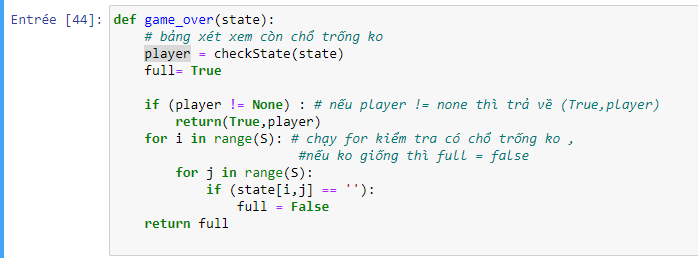 Entrée [44]: def game_over(state):
# bảng xét xem còn chổ trống ko
player = checkState(state)
full= True
if (player != None) : # nếu player != none thì trả về (True,player)
return(True,player)
for i in range(S): # chạy for kiểm tra có chổ trống ko ,
#nếu ko giống thì full = false
for j in range(S):
if (state[i,j] == ''):
full = False
return full